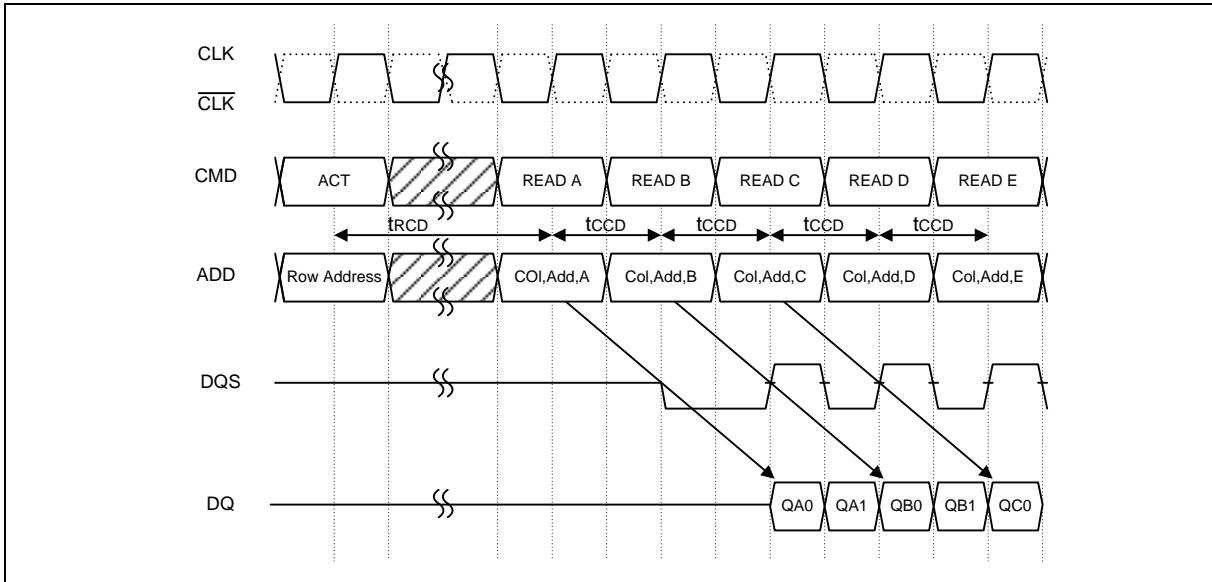 CLK
CLK
CMD
ACT
READ A
READ B
READ C
READ D
READ E
tRCD
tCCD
tCCD
tCCD
tCCD
ADD
Row Address
COl,Add,A
Col,Add,B
Col,Add,C
Col,Add,D
Col,Add,E
DQS
DQ
QA0
QA1
QB0
QB1
QC0